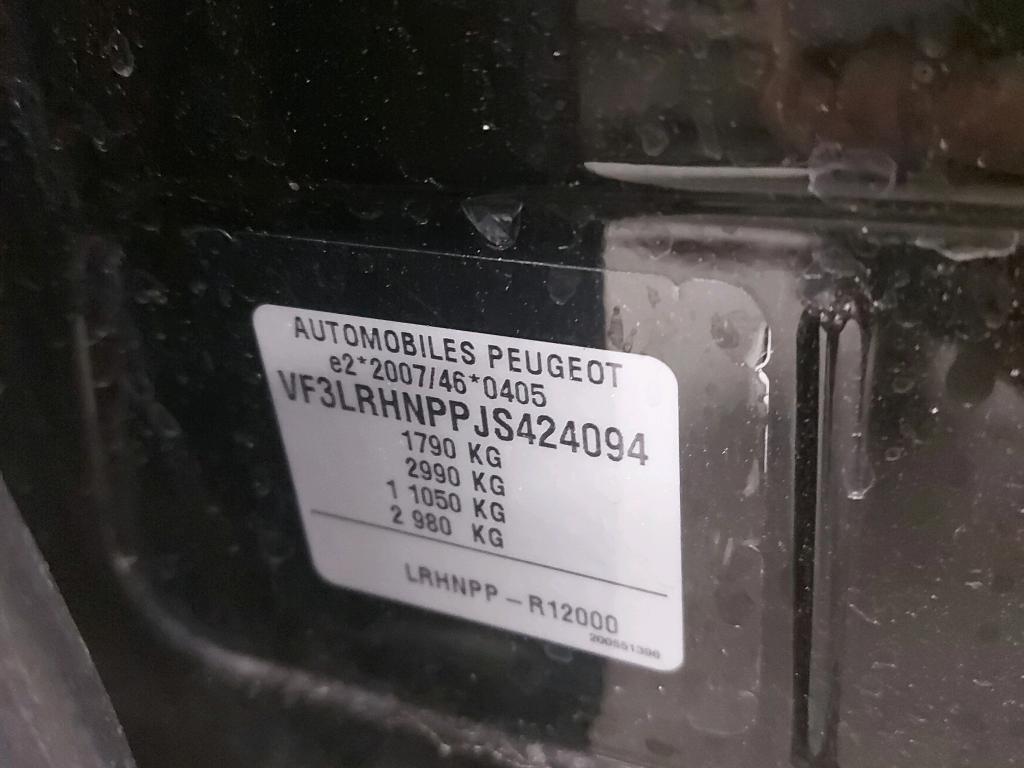 AUTOMOBILES PEUGEOT
e2*2007/46*0405
VF3LRHNPPJS424094
1790 KG
2990 KG
1 1050 KG
2 980 KG
LRHNPP-R12000